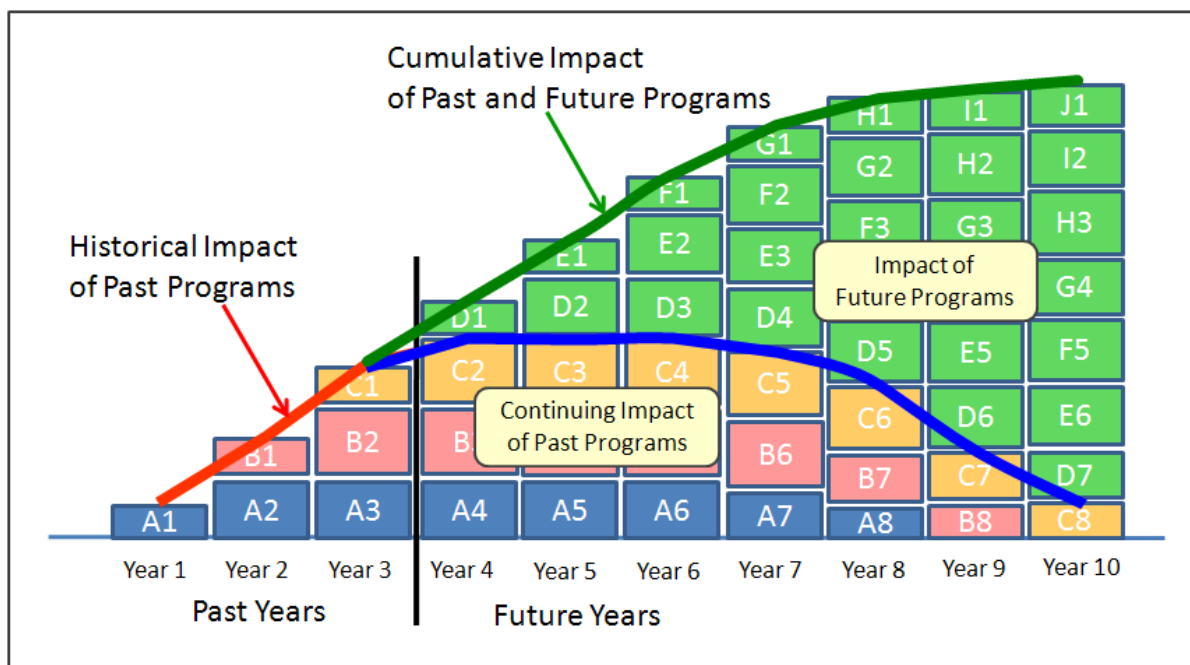 Cumulative Impact
of Past and Future Programs
Historical Impact
of Past Programs
Impact of
Future Programs
Continuing Impact
of Past Programs
A1
B1
A2
C1
B2
A3
D1
C2
A4
E1
D2
C3
A5
F1
E2
D3
C4
A6
G1
F2
E3
D4
C5
B6
A7
H1
G2
F3
D5
C6
B7
A8
I1
H2
G3
E5
D6
C7
B8
J1
I2
H3
G4
F5
E6
D7
C8
Year 1
Year 2
Year 3
Year 4
Year 5
Year 6
Year 7
Year 8
Year 9
Year 10
Past Years
Future Years